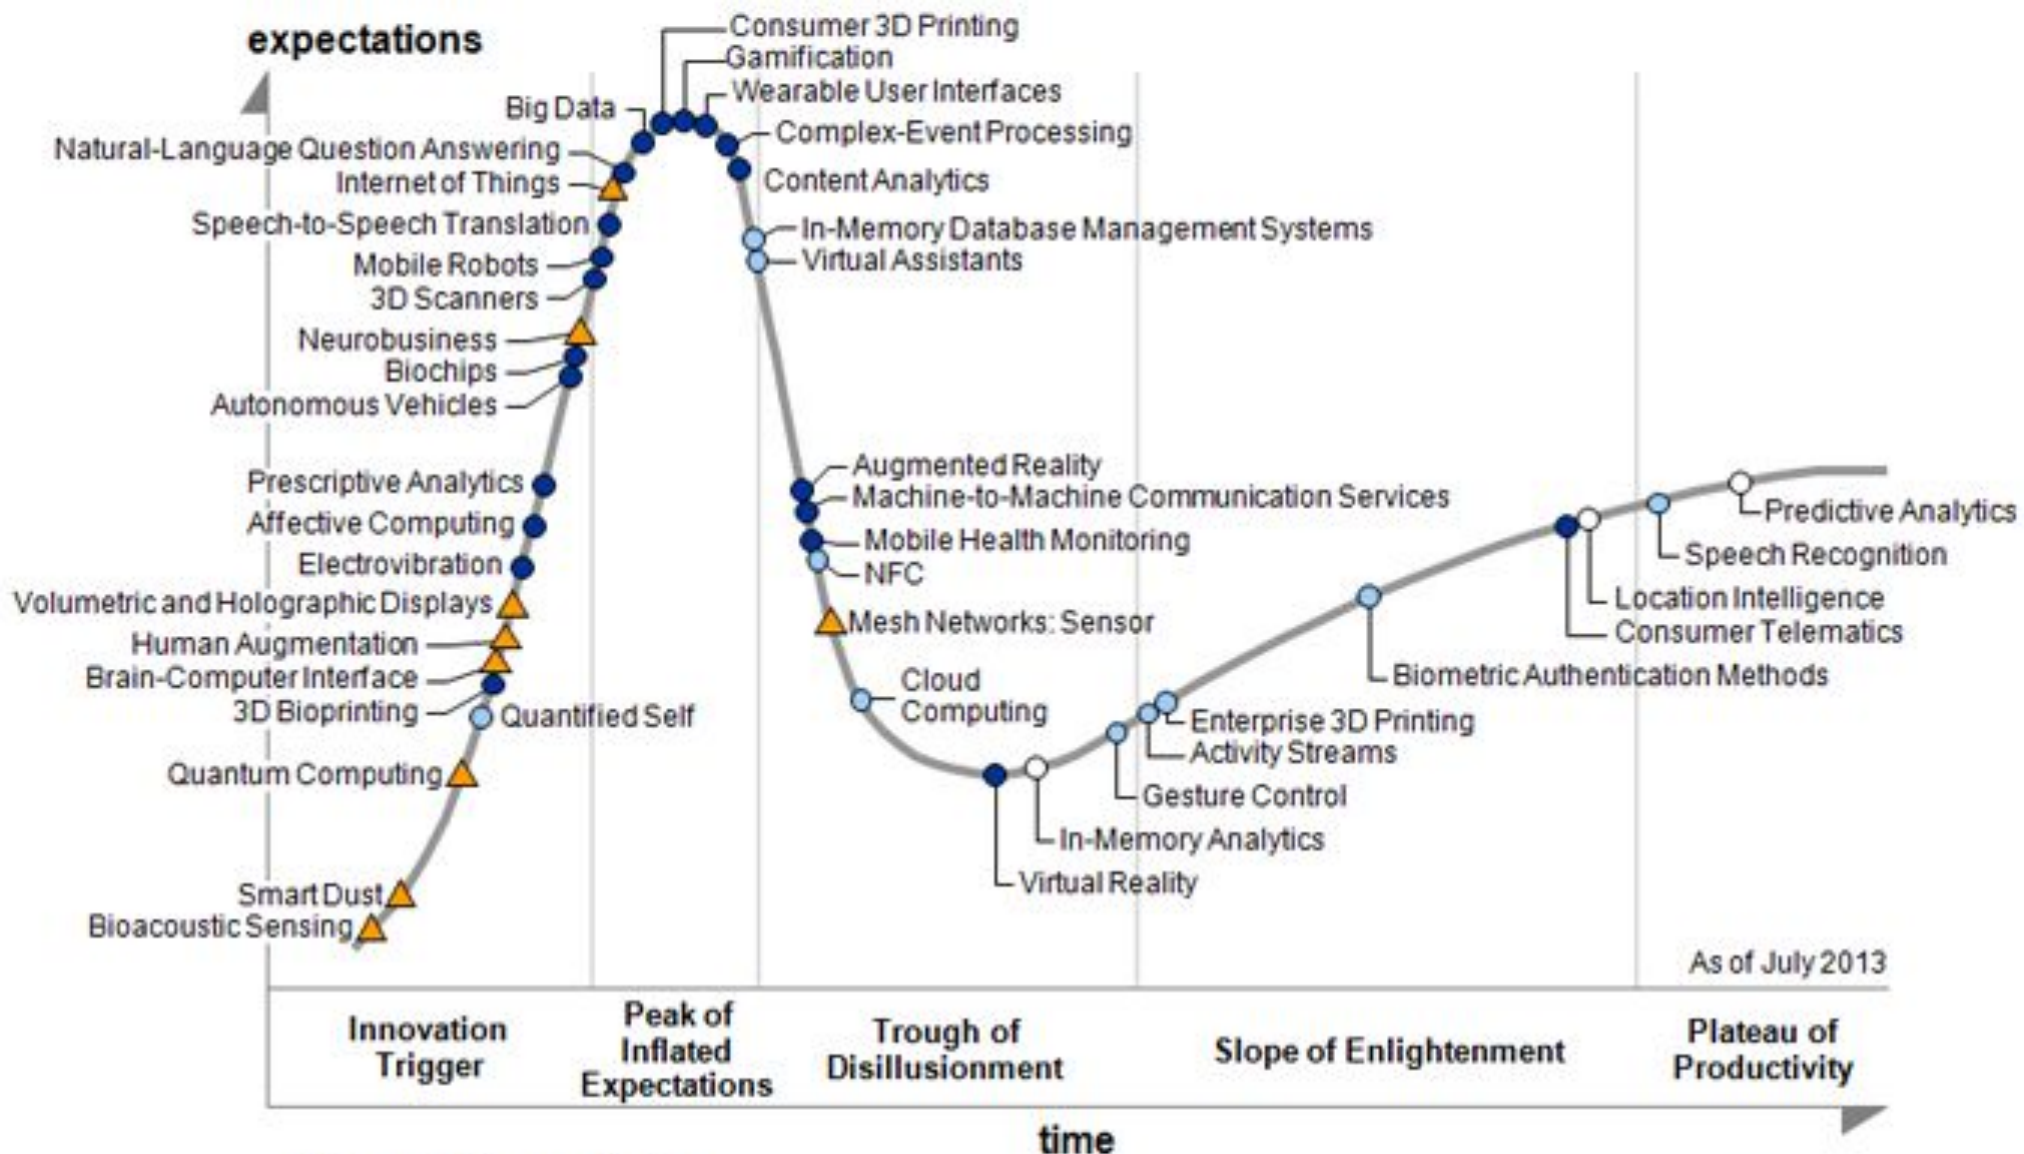 expectations
Consumer 3D Printing
Gamification
Wearable User Interfaces
Big Data
Complex-Event Processing
Natural-Language Question Answering
Internet of Things
Content Analytics
Speech-to-Speech Translation
In-Memory Database Management Systems
Mobile Robots
Virtual Assistants
3D Scanners
Neurobusiness
Biochips
Autonomous Vehicles
Augmented Reality
Prescriptive Analytics
Machine-to-Machine Communication Services
Predictive Analytics
Affective Computing
Mobile Health Monitoring
Speech Recognition
Electrovibration
NFC
Volumetric and Holographic Displays
Location Intelligence
Mesh Networks: Sensor
Consumer Telematics
Human Augmentation
Brain-Computer Interface
Biometric Authentication Methods
Cloud
Computing
3D Bioprinting
Quantified Self
Enterprise 3D Printing
Activity Streams
Quantum Computing
Gesture Control
In-Memory Analytics
Virtual Reality
Smart Dust
Bioacoustic Sensing
As of July 2013
Innovation
Trigger
Peak of
Inflated
Expectations
Trough of
Disillusionment
Slope of Enlightenment
Plateau of
Productivity
time